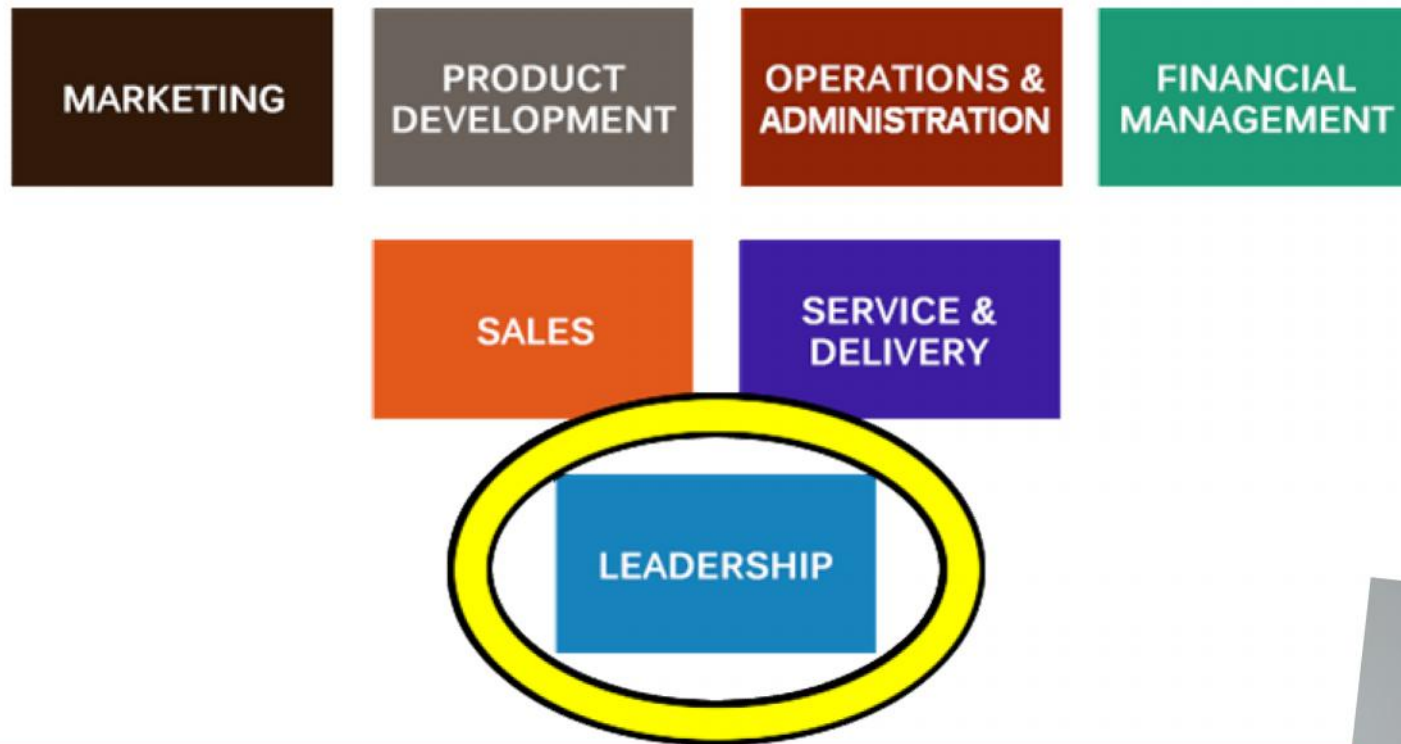 MARKETING
PRODUCT
DEVELOPMENT
OPERATIONS &
ADMINISTRATION
FINANCIAL
MANAGEMENT
SALES
SERVICE &
DELIVERY
LEADERSHIP